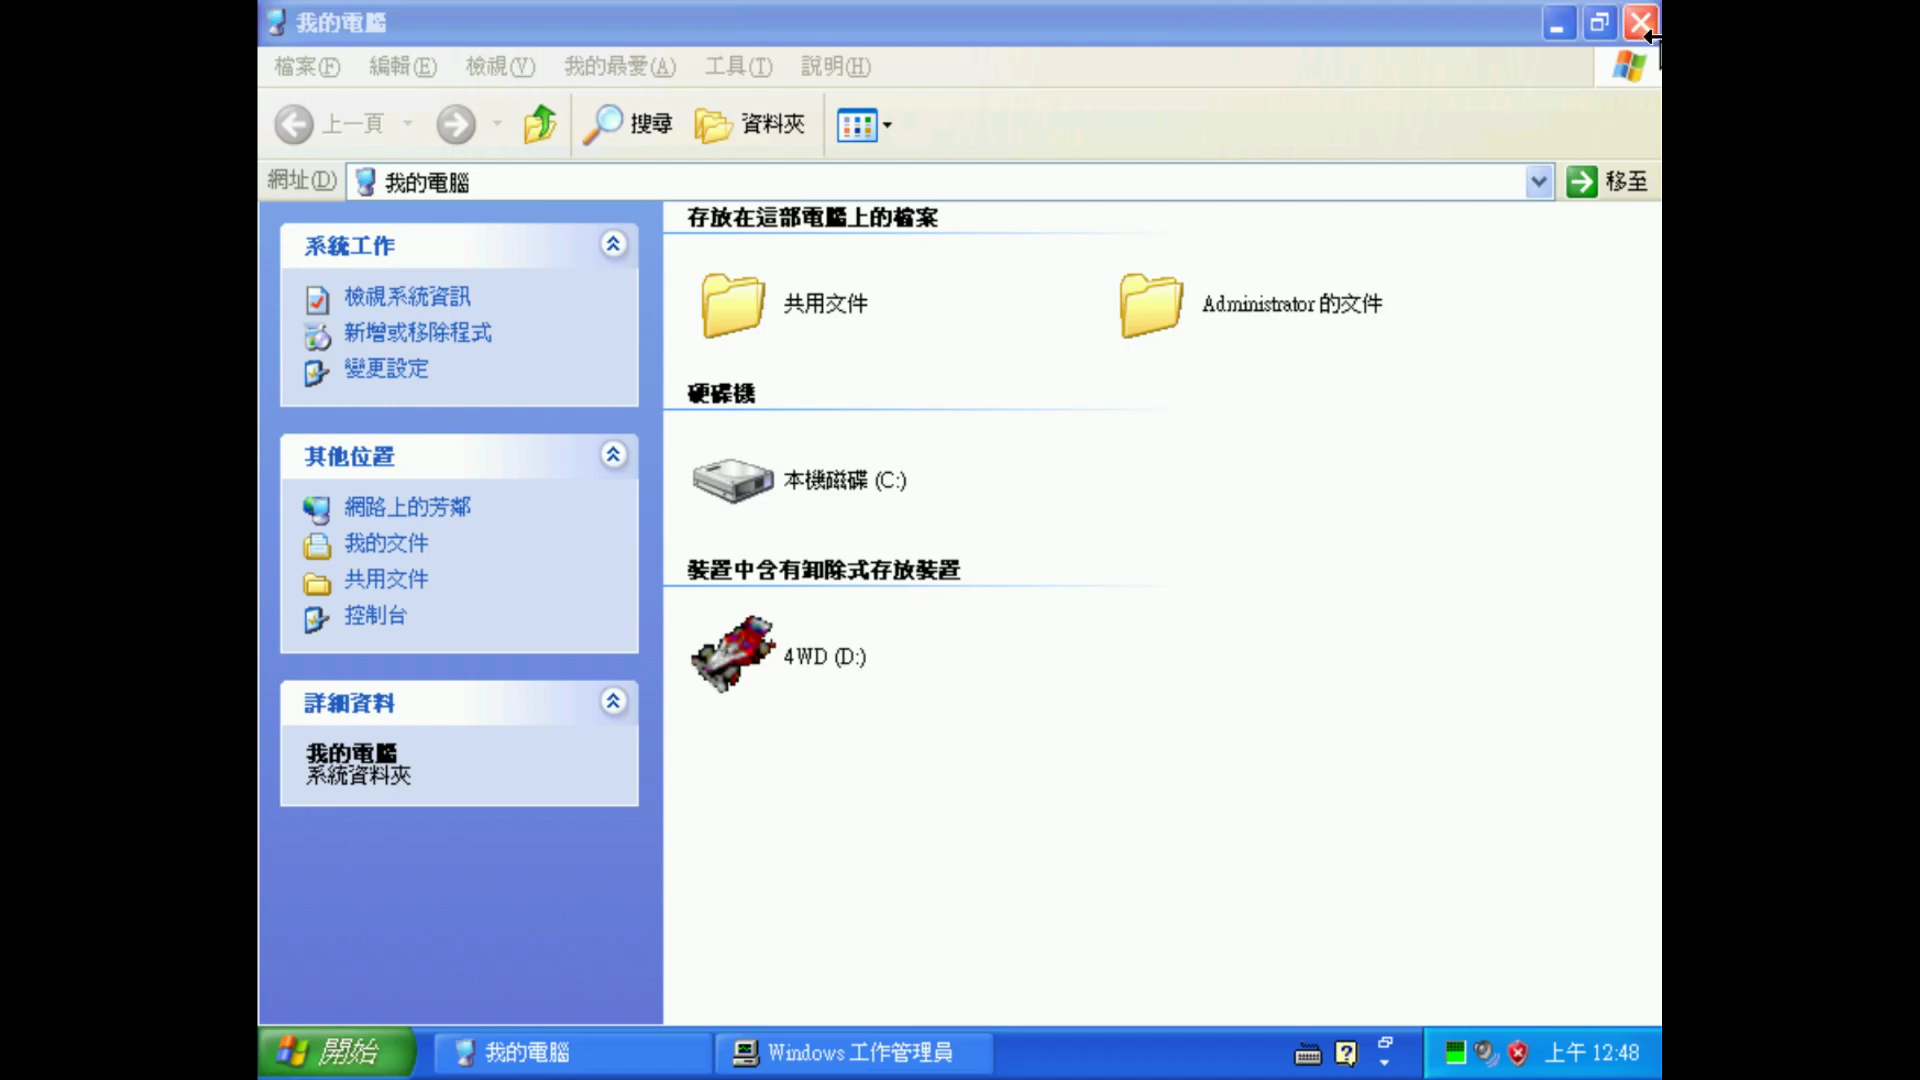 我的電腦
檔案(F) 編輯(E) 檢視(V) 我的最愛(A) 工具(T) 說明(H)
上一頁 搜尋 資料夾
網址(D) 我的電腦 移至
系統工作
檢視系統資訊
新增或移除程式
變更設定
其他位置
網路上的芳鄰
我的文件
共用文件
控制台
詳細資料
我的電腦
系統資料夾
存放在這部電腦上的檔案
共用文件 Administrator 的文件
硬碟機
本機磁碟 (C:)
裝置中含有卸除式存放裝置
4WD (D:)
開始 我的電腦 Windows 工作管理員 上午 12:48